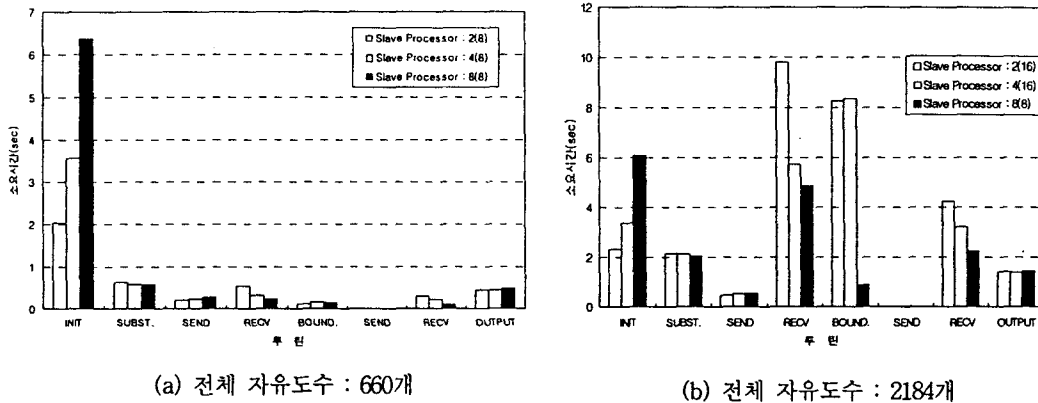 7
6
5
4
3
2
1
0
소요시간(sec)
Slave Processor : 2(8)
Slave Processor : 4(8)
Slave Processor : 8(8)
INIT SUBST. SEND RECV BOUND. SEND RECV OUTPUT
루 틴
(a) 전체 자유도수 : 660개
12
10
8
6
4
2
0
소요시간(sec)
Slave Processor : 2(16)
Slave Processor : 4(16)
Slave Processor : 8(8)
INIT SUBST. SEND RECV BOUND. SEND RECV OUTPUT
루 틴
(b) 전체 자유도수 : 2184개